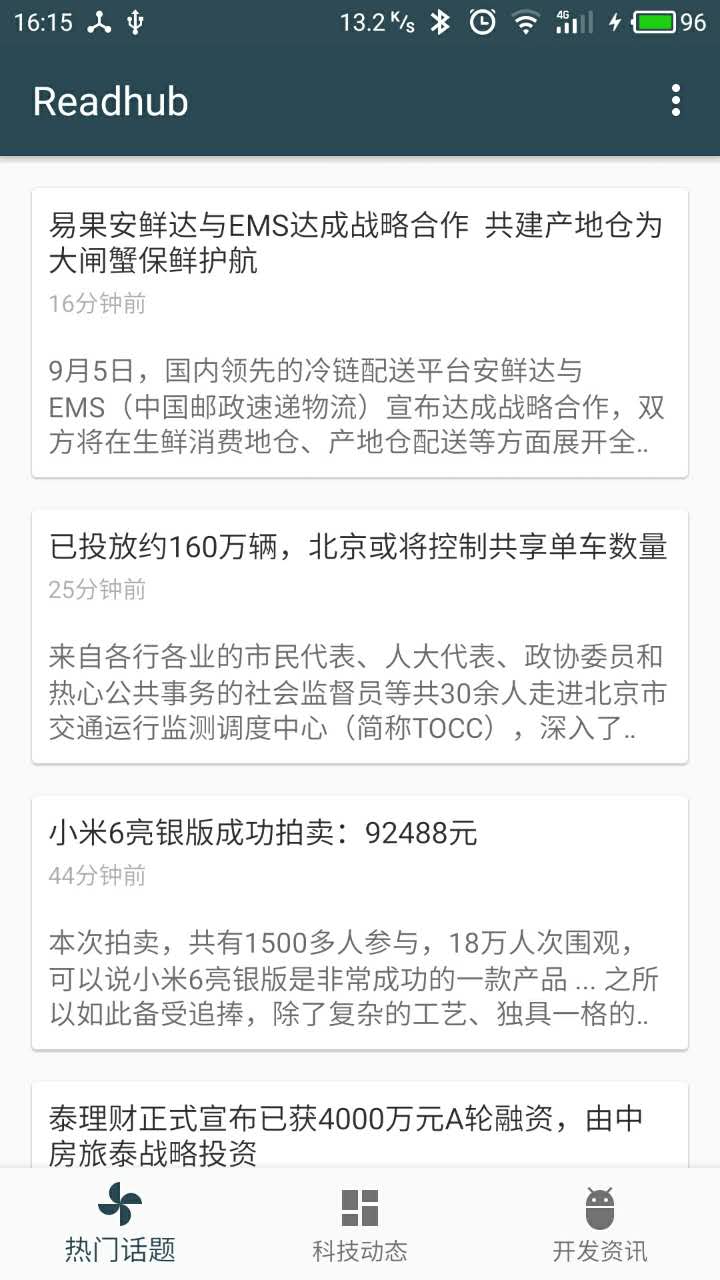 16:15 13.2 K/s 4G 96
Readhub
易果安鲜达与EMS达成战略合作 共建产地仓为
大闸蟹保鲜护航
16分钟前
9月5日，国内领先的冷链配送平台安鲜达与
EMS（中国邮政速递物流）宣布达成战略合作，双
方将在生鲜消费地仓、产地仓配送等方面展开全..
已投放约160万辆，北京或将控制共享单车数量
25分钟前
来自各行各业的市民代表、人大代表、政协委员和
热心公共事务的社会监督员等共30余人走进北京市
交通运行监测调度中心（简称TOCC），深入了..
小米6亮银版成功拍卖：92488元
44分钟前
本次拍卖，共有1500多人参与，18万人次围观，
可以说小米6亮银版是非常成功的一款产品 ... 之所
以如此备受追捧，除了复杂的工艺、独具一格的..
泰理财正式宣布已获4000万元A轮融资，由中
房旅泰战略投资
热门话题 科技动态 开发资讯